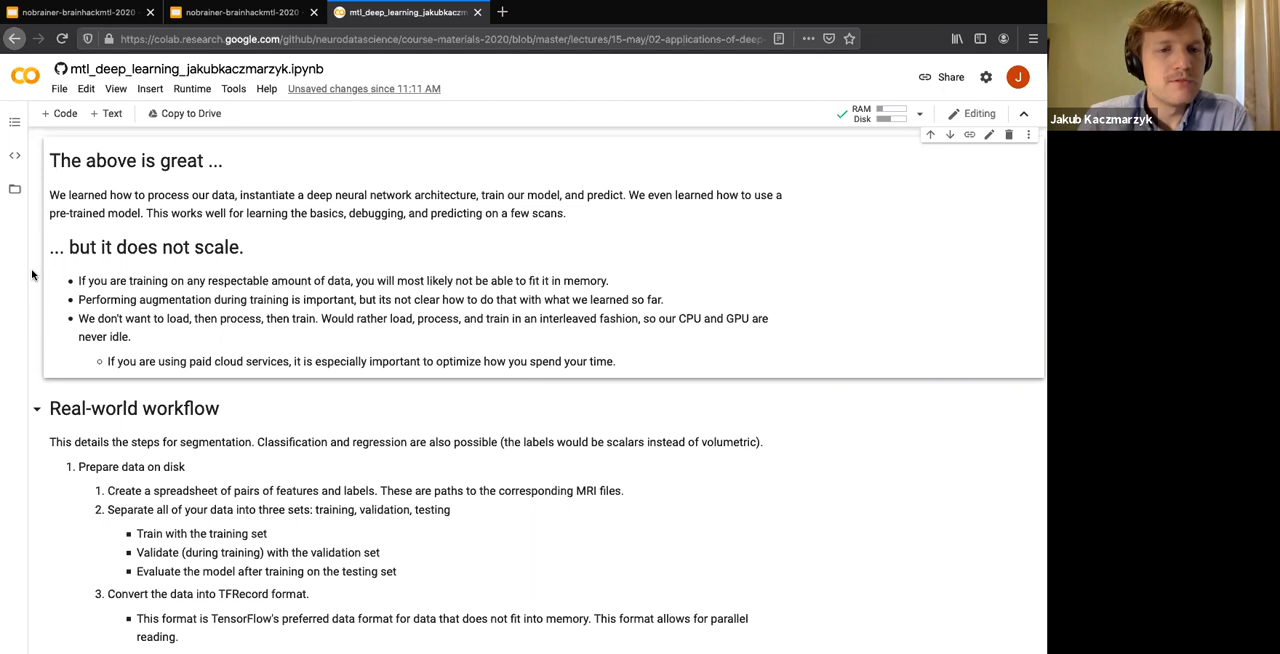 nobrainer-brainhackmtl-2020
nobrainer-brainhackmtl-2020
mtl_deep_learning_jakubkaczm
https://colab.research.google.com/github/neurodatascience/course-materials-2020/blob/master/lectures/15-may/02-applications-of-deep-
mtl_deep_learning_jakubkaczmarzyk.ipynb
Share
J
File Edit View Insert Runtime Tools Help Unsaved changes since 11:11 AM
+ Code + Text Copy to Drive
RAM
Disk
Editing
Jakub Kaczmarzyk
The above is great ...
We learned how to process our data, instantiate a deep neural network architecture, train our model, and predict. We even learned how to use a
pre-trained model. This works well for learning the basics, debugging, and predicting on a few scans.
... but it does not scale.
• If you are training on any respectable amount of data, you will most likely not be able to fit it in memory.
• Performing augmentation during training is important, but its not clear how to do that with what we learned so far.
• We don't want to load, then process, then train. Would rather load, process, and train in an interleaved fashion, so our CPU and GPU are
never idle.
○ If you are using paid cloud services, it is especially important to optimize how you spend your time.
Real-world workflow
This details the steps for segmentation. Classification and regression are also possible (the labels would be scalars instead of volumetric).
1. Prepare data on disk
1. Create a spreadsheet of pairs of features and labels. These are paths to the corresponding MRI files.
2. Separate all of your data into three sets: training, validation, testing
▪ Train with the training set
▪ Validate (during training) with the validation set
▪ Evaluate the model after training on the testing set
3. Convert the data into TFRecord format.
▪ This format is TensorFlow's preferred data format for data that does not fit into memory. This format allows for parallel
reading.